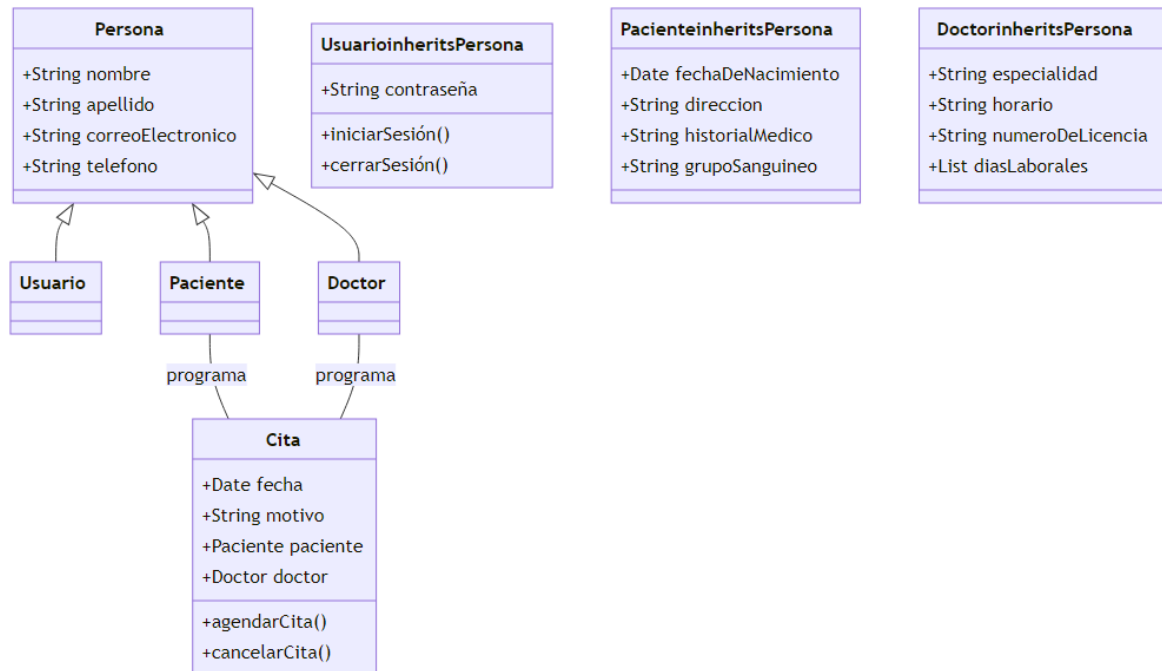 Persona
+String nombre
+String apellido
+String correoElectronico
+String telefono
UsuarioinheritsPersona
+String contraseña
+iniciarSesión()
+cerrarSesión()
PacienteinheritsPersona
+Date fechaDeNacimiento
+String direccion
+String historialMedico
+String grupoSanguineo
DoctorinheritsPersona
+String especialidad
+String horario
+String numeroDeLicencia
+List diasLaborales
Usuario
Paciente
Doctor
programa
programa
Cita
+Date fecha
+String motivo
+Paciente paciente
+Doctor doctor
+agendarCita()
+cancelarCita()